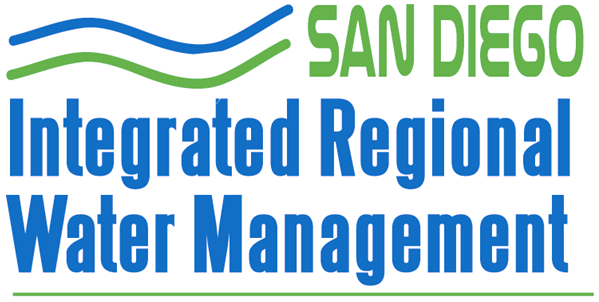 SAN DIEGO
Integrated Regional
Water Management